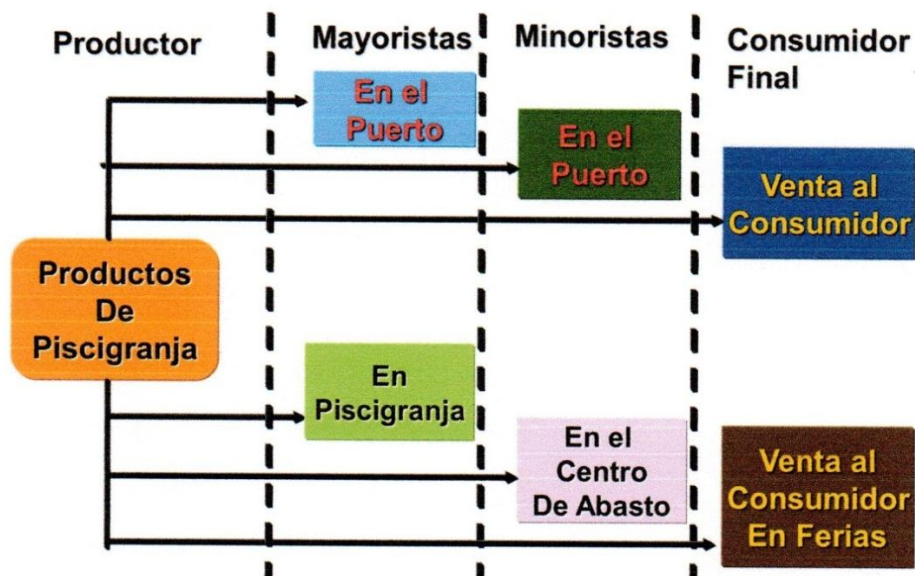 Productor
Mayoristas
Minoristas
Consumidor
Final
En el
Puerto
En el
Puerto
Venta al
Consumidor
Productos
De
Piscigranja
En
Piscigranja
En el
Centro
De Abasto
Venta al
Consumidor
En Ferias